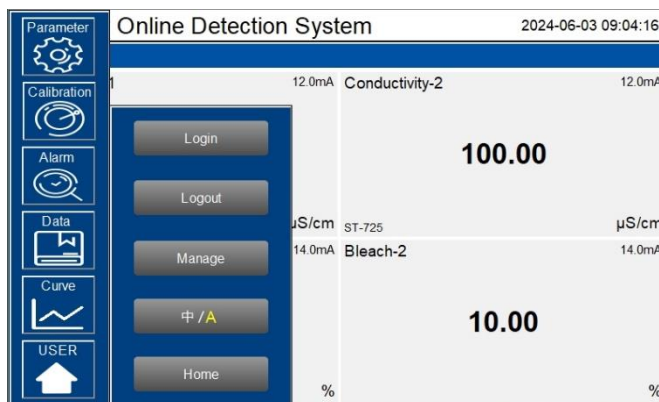 Parameter
Online Detection System
2024-06-03 09:04:16
Calibration
1
12.0mA
Conductivity-2
12.0mA
Login
100.00
Alarm
Logout
µS/cm
ST-725
µS/cm
Data
14.0mA
Bleach-2
14.0mA
Manage
Curve
中 / A
10.00
USER
Home
%
%